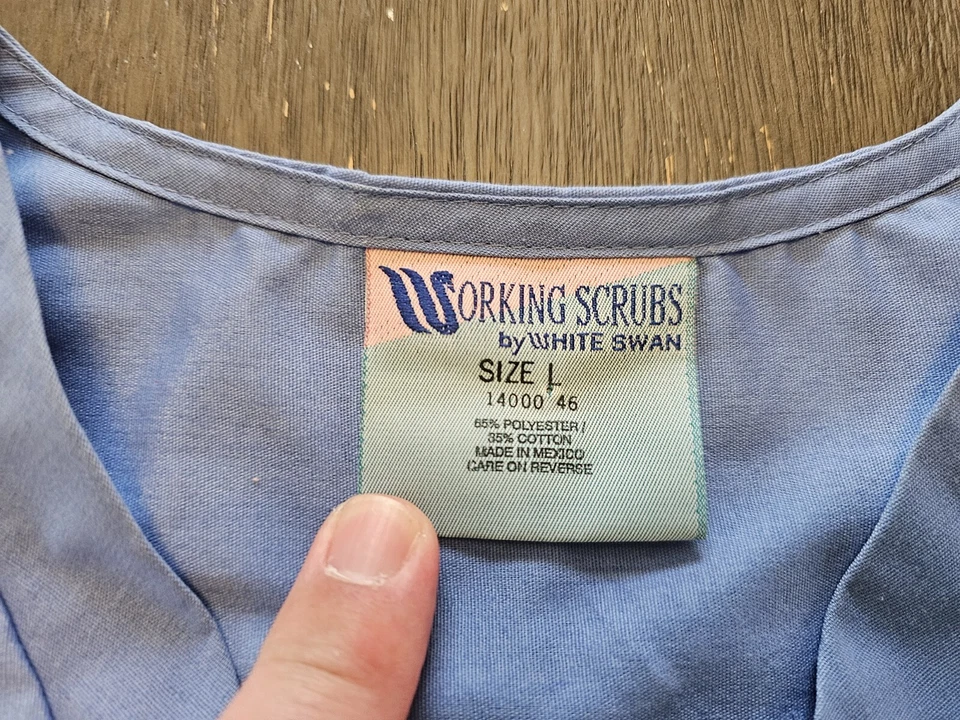 WORKING SCRUBS
by WHITE SWAN
SIZE L
14000 46
65% POLYESTER/
35% COTTON
MADE IN MEXICO
CARE ON REVERSE